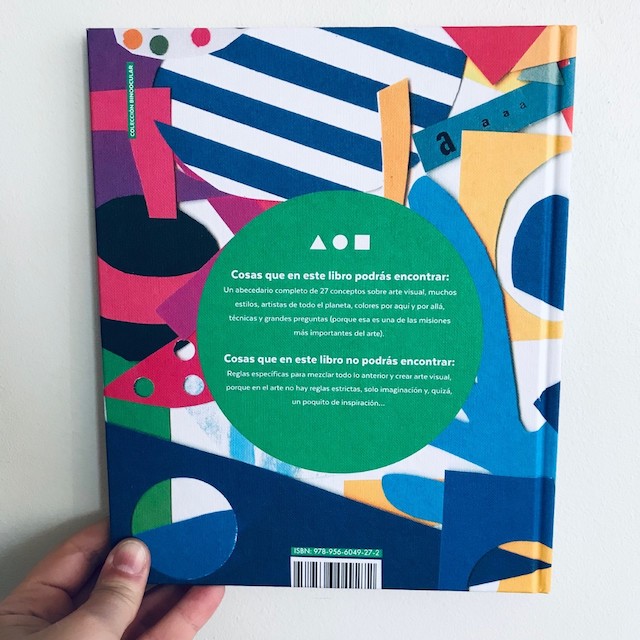 COLECCIÓN BINOOCULAR
a a a a
Cosas que en este libro podrás encontrar:
Un abecedario completo de 27 conceptos sobre arte visual, muchos
estilos, artistas de todo el planeta, colores por aquí y por allá,
técnicas y grandes preguntas (porque esa es una de las misiones
más importantes del arte).
Cosas que en este libro no podrás encontrar:
Reglas específicas para mezclar todo lo anterior y crear arte visual,
porque en el arte no hay reglas estrictas, solo imaginación y, quizá,
un poquito de inspiración...
ISBN: 978-956-6049-27-2